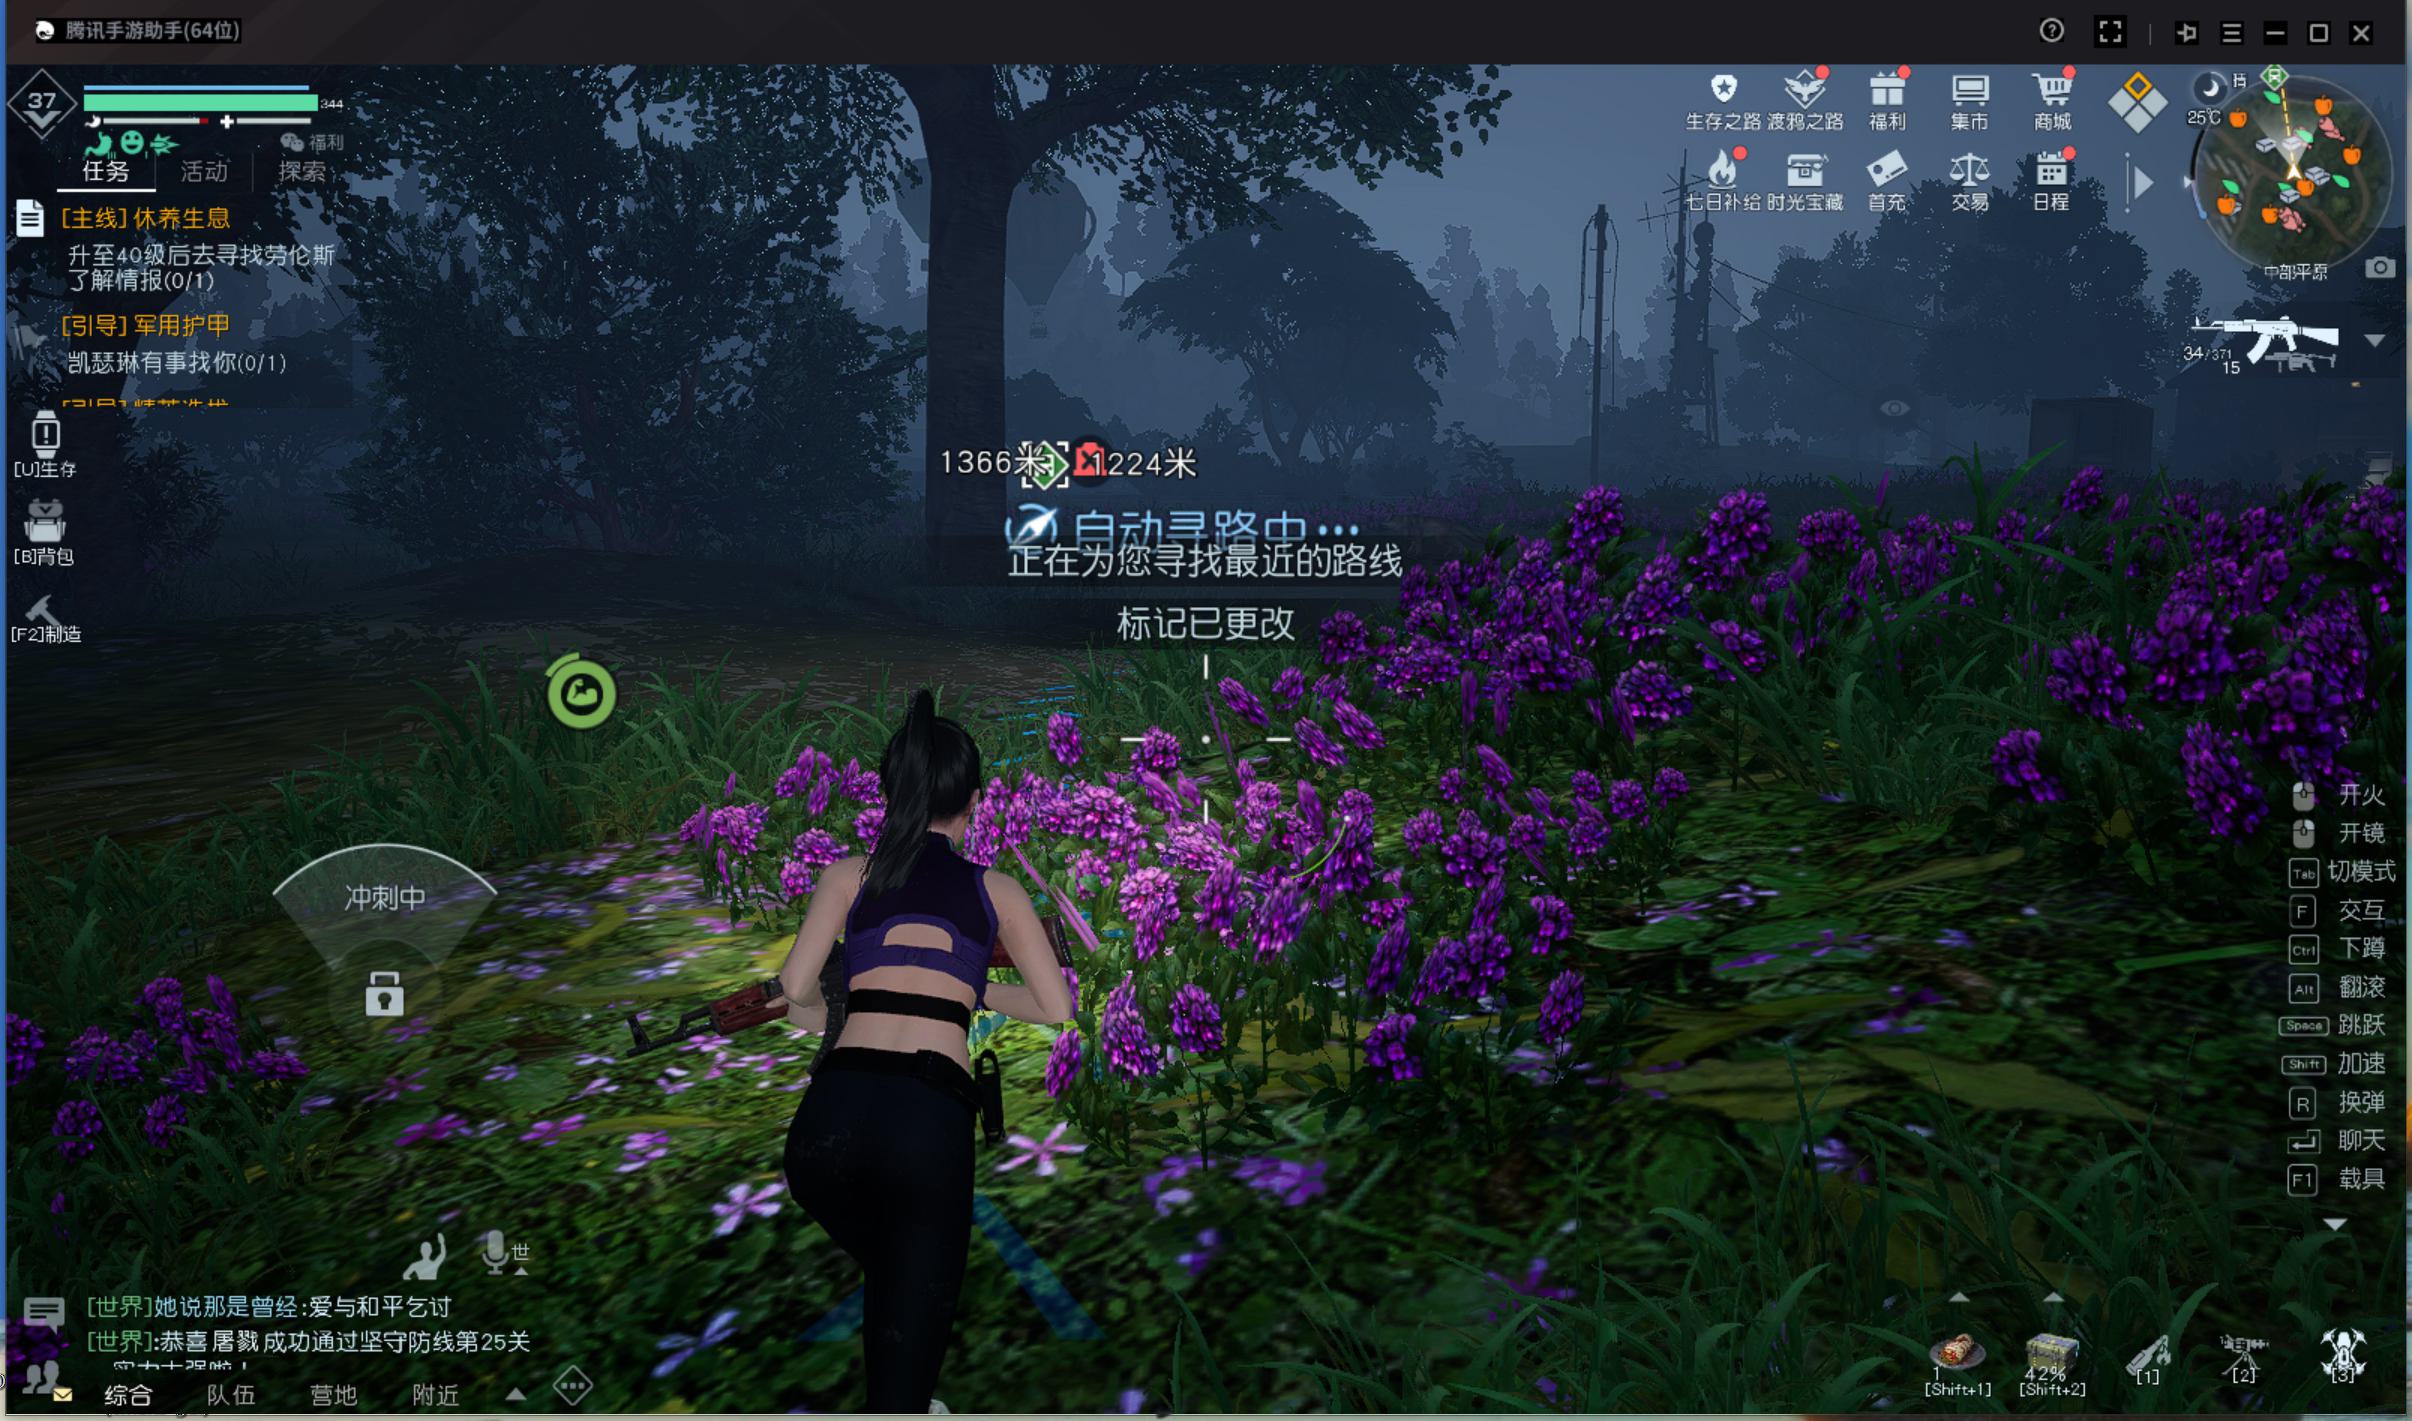 腾讯手游助手(64位)
37
344
福利
任务
活动
探索
[主线] 休养生息
升至40级后去寻找劳伦斯
了解情报(0/1)
[引导] 军用护甲
凯瑟琳有事找你(0/1)
[U]生存
[B]背包
[F2]制造
生存之路
渡鸦之路
福利
集市
商城
七日补给
时光宝藏
首充
交易
日程
25℃
中部平原
34/371
15
1366米
1224米
自动寻路中…
正在为您寻找最近的路线
标记已更改
冲刺中
开火
开镜
Tab 切模式
F 交互
Ctrl 下蹲
Alt 翻滚
Space 跳跃
Shift 加速
R 换弹
聊天
F1 载具
世
[世界]她说那是曾经:爱与和平乞讨
[世界]:恭喜屠戮成功通过坚守防线第25关
综合
队伍
营地
附近
1
[Shift+1]
42%
[Shift+2]
[1]
[2]
[3]